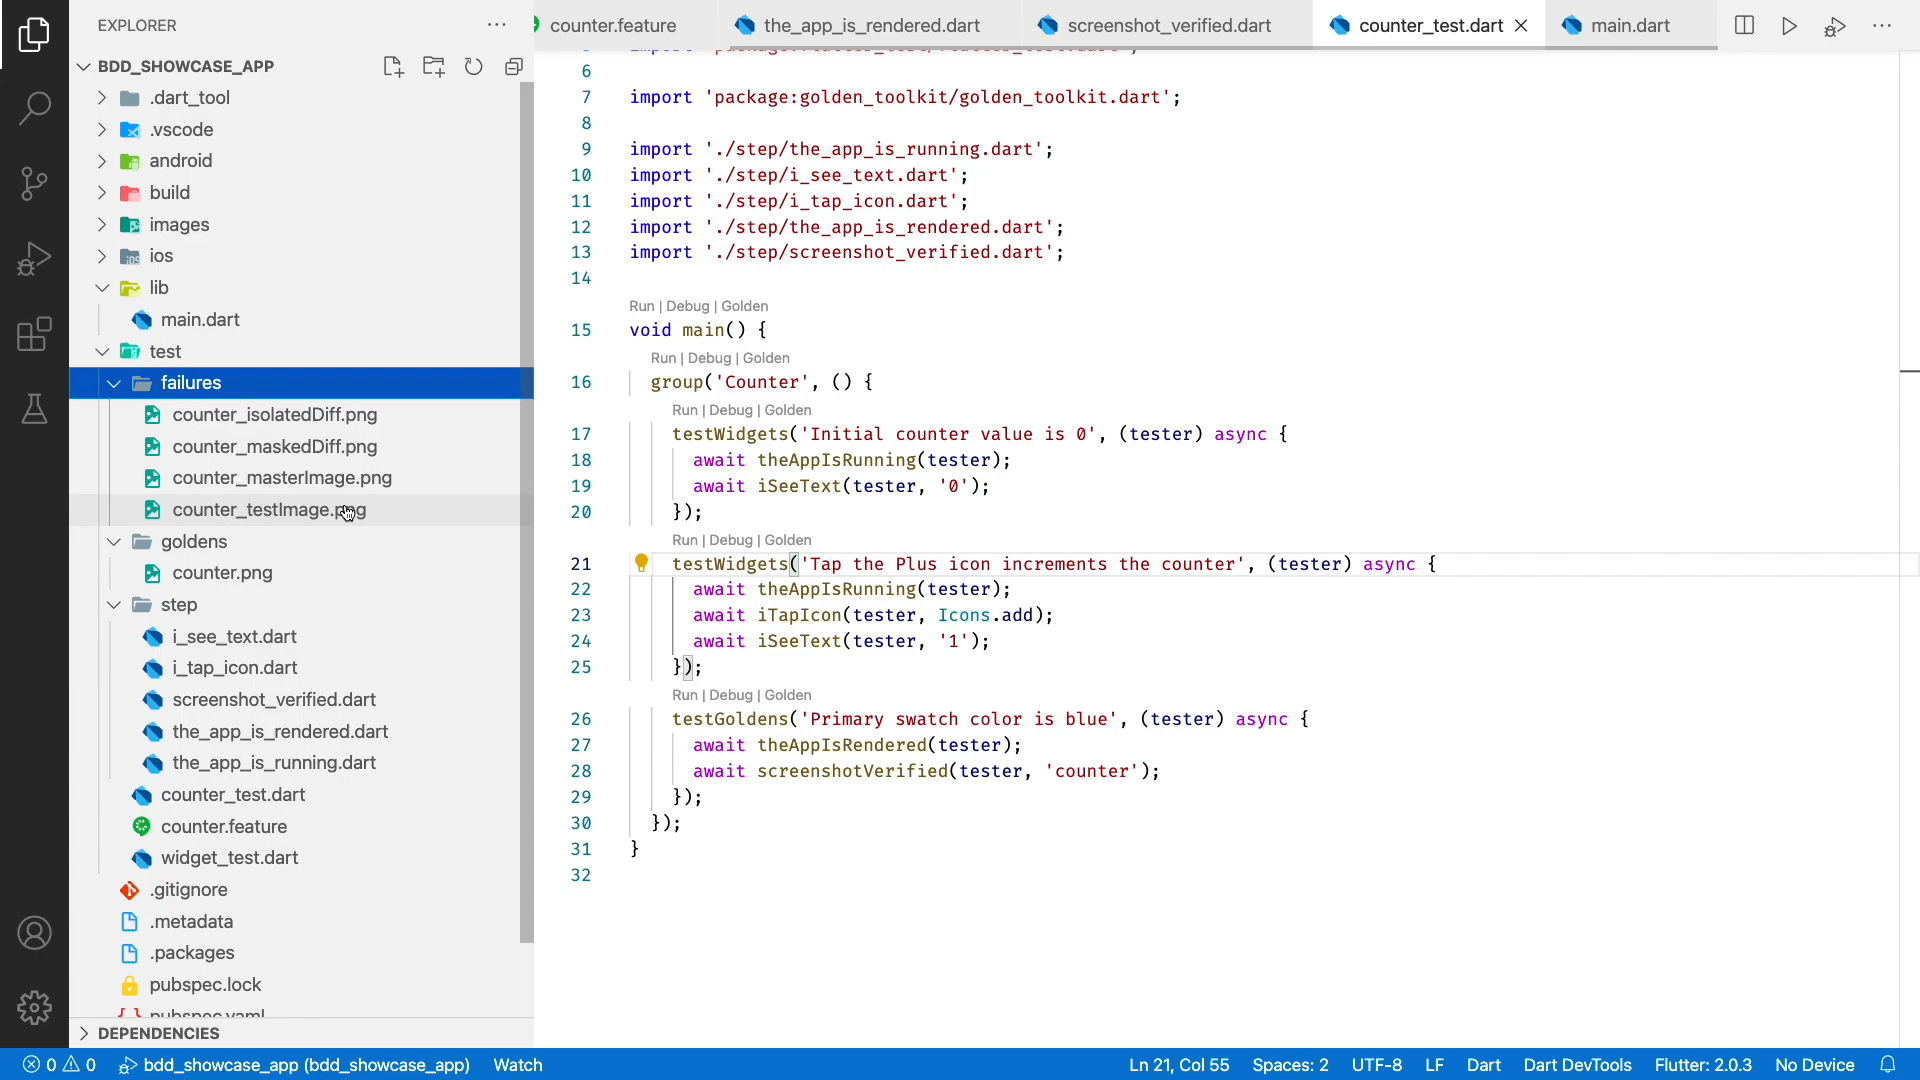 EXPLORER
BDD_SHOWCASE_APP
.dart_tool
.vscode
android
build
images
ios
lib
main.dart
test
failures
counter_isolatedDiff.png
counter_maskedDiff.png
counter_masterImage.png
counter_testImage.png
goldens
counter.png
step
i_see_text.dart
i_tap_icon.dart
screenshot_verified.dart
the_app_is_rendered.dart
the_app_is_running.dart
counter_test.dart
counter.feature
widget_test.dart
.gitignore
.metadata
.packages
pubspec.lock
pubspec.yaml
DEPENDENCIES
counter.feature
the_app_is_rendered.dart
screenshot_verified.dart
counter_test.dart
main.dart
6
7 import 'package:golden_toolkit/golden_toolkit.dart';
8
9 import './step/the_app_is_running.dart';
10 import './step/i_see_text.dart';
11 import './step/i_tap_icon.dart';
12 import './step/the_app_is_rendered.dart';
13 import './step/screenshot_verified.dart';
14
Run | Debug | Golden
15 void main() {
Run | Debug | Golden
16 group('Counter', () {
Run | Debug | Golden
17 testWidgets('Initial counter value is 0', (tester) async {
18 await theAppIsRunning(tester);
19 await iSeeText(tester, '0');
20 });
Run | Debug | Golden
21 testWidgets('Tap the Plus icon increments the counter', (tester) async {
22 await theAppIsRunning(tester);
23 await iTapIcon(tester, Icons.add);
24 await iSeeText(tester, '1');
25 });
Run | Debug | Golden
26 testGoldens('Primary swatch color is blue', (tester) async {
27 await theAppIsRendered(tester);
28 await screenshotVerified(tester, 'counter');
29 });
30 });
31 }
32
0 0 bdd_showcase_app (bdd_showcase_app) Watch Ln 21, Col 55 Spaces: 2 UTF-8 LF Dart Dart DevTools Flutter: 2.0.3 No Device